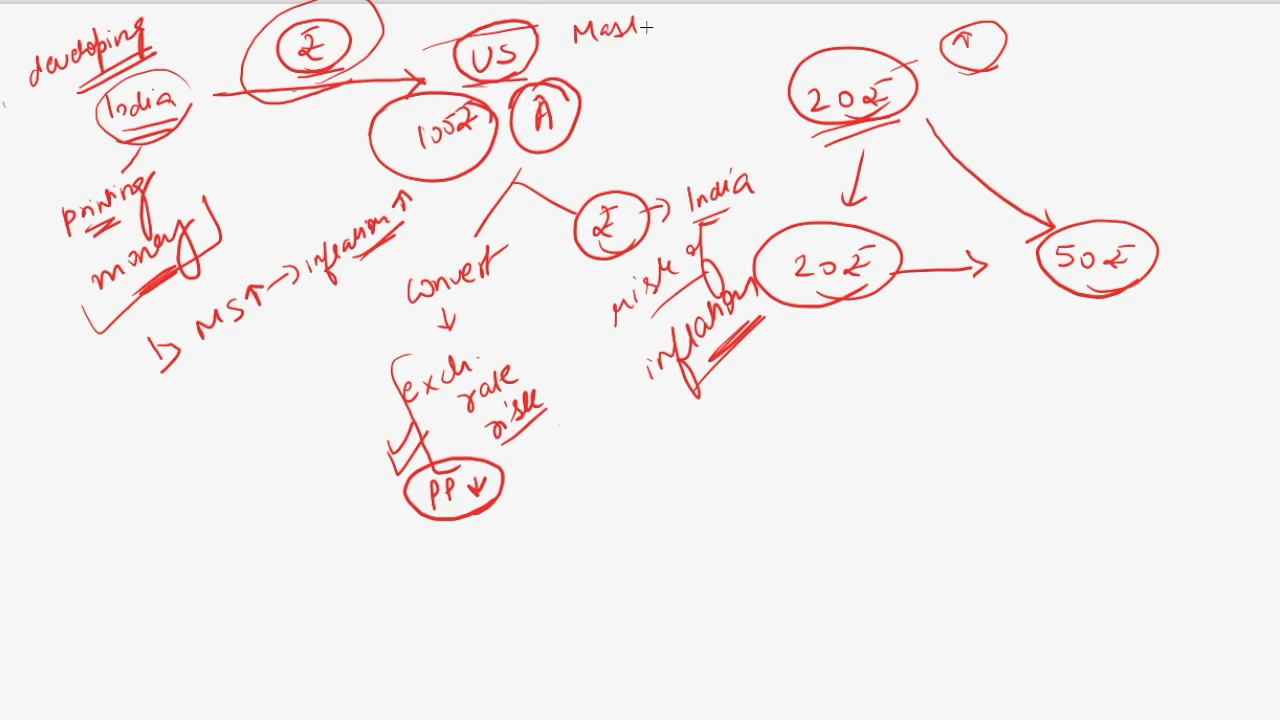 developing
India
₹
US
100₹
A
printing
money
↳ MS↑ → inflation ↑
convert
↓
exch.
rate
risk
PP ↓
₹ → India
risk of
inflation
20₹
↑
20₹ → 50₹